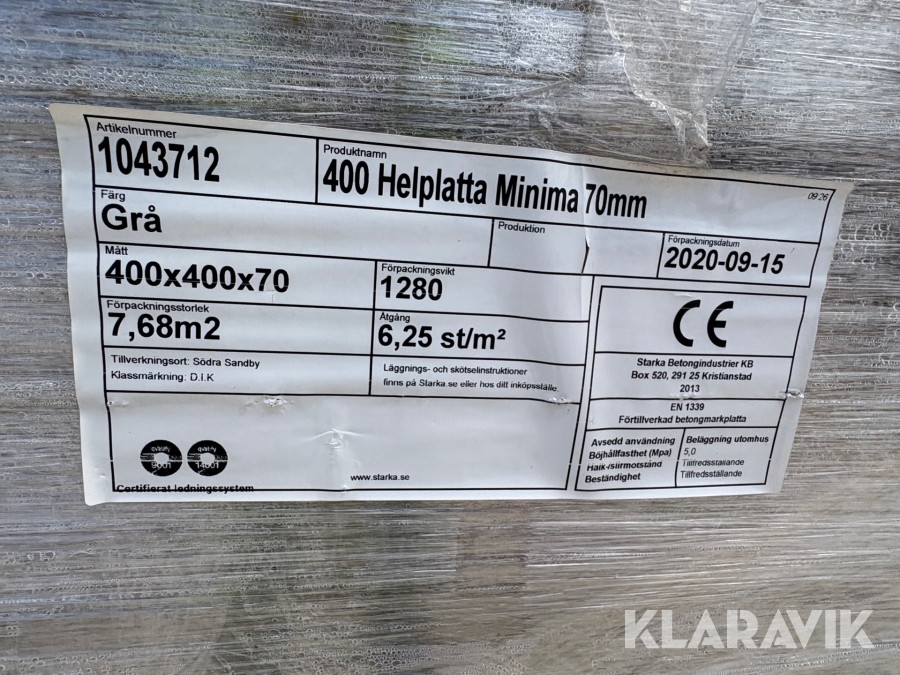 Artikelnummer
1043712
Produktnamn
400 Helplatta Minima 70mm
09:26
Färg
Grå
Produktion
Förpackningsdatum
2020-09-15
Mått
400x400x70
Förpackningsvikt
1280
Förpackningsstorlek
7,68m2
Åtgång
6,25 st/m²
Tillverkningsort: Södra Sandby
Klassmärkning: D.I.K
Läggnings- och skötselinstruktioner
finns på Starka.se eller hos ditt inköpsställe.
CE
Starka Betongindustrier KB
Box 520, 291 25 Kristianstad
2013
EN 1339
Förtillverkad betongmarkplatta
Avsedd användning Beläggning utomhus
Böjhållfasthet (Mpa) 5,0
Halk-/slirmotstånd Tillfredsställande
Beständighet Tillfredsställande
9001 14001
Certifierat ledningssystem
www.starka.se
KLARAVIK